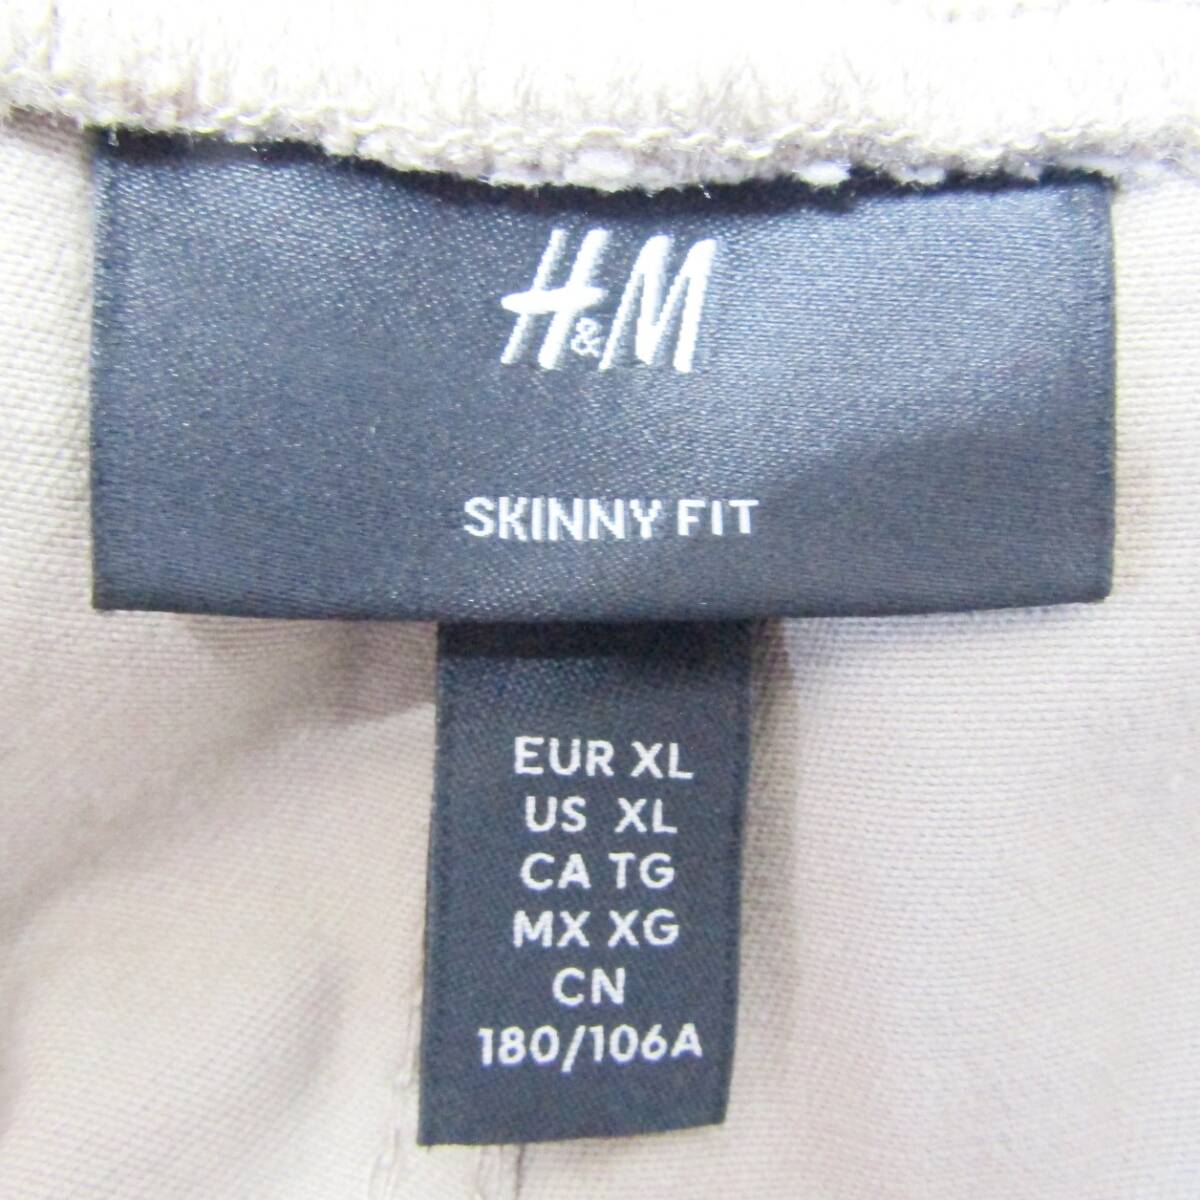 H&M
SKINNY FIT
EUR XL
US XL
CA TG
MX XG
CN
180/106A